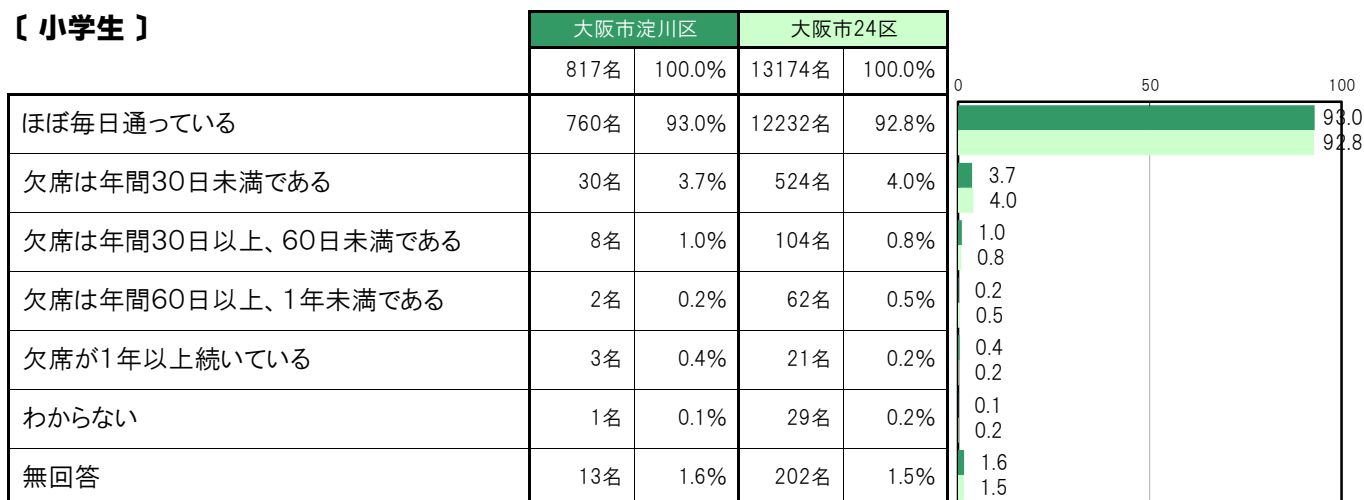 〔 小学生 〕
大阪市淀川区 大阪市24区
817名 100.0% 13174名 100.0%
0 50 100
ほぼ毎日通っている 760名 93.0% 12232名 92.8%
93.0
92.8
欠席は年間30日未満である 30名 3.7% 524名 4.0%
3.7
4.0
欠席は年間30日以上、60日未満である 8名 1.0% 104名 0.8%
1.0
0.8
欠席は年間60日以上、1年未満である 2名 0.2% 62名 0.5%
0.2
0.5
欠席が1年以上続いている 3名 0.4% 21名 0.2%
0.4
0.2
わからない 1名 0.1% 29名 0.2%
0.1
0.2
無回答 13名 1.6% 202名 1.5%
1.6
1.5